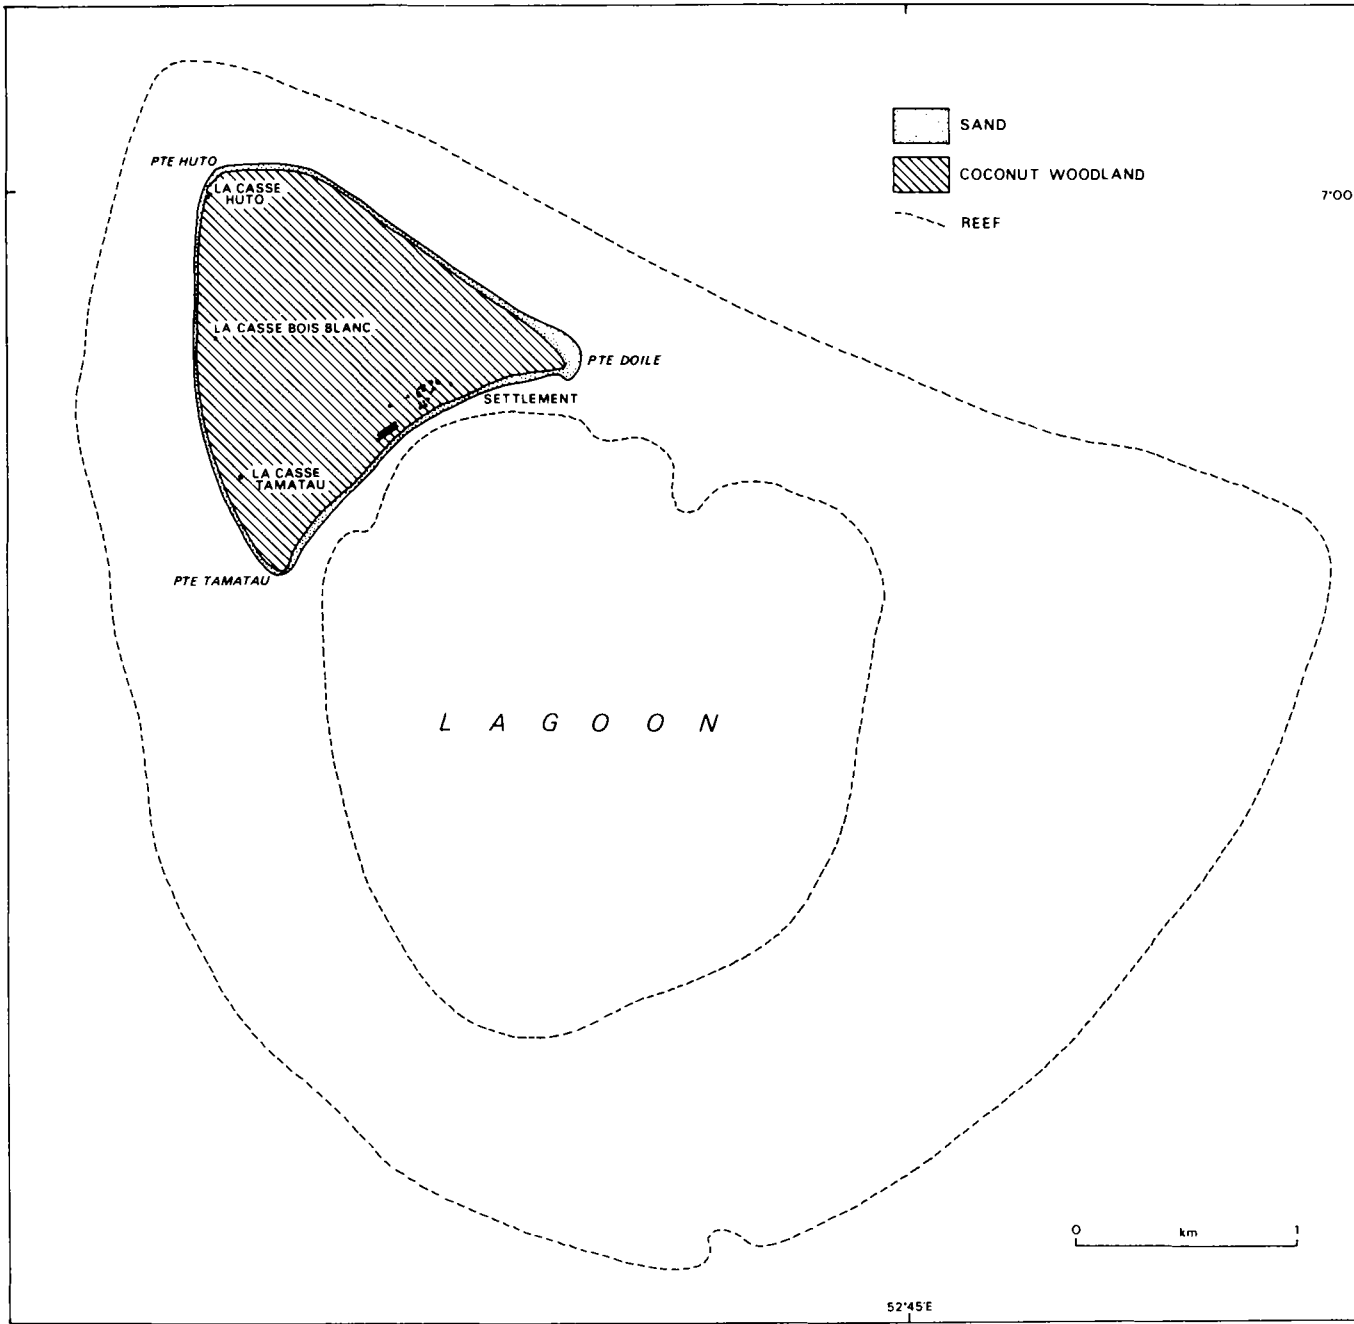 SAND
PTE HUTO
COCONUT WOODLAND
LA CASSE
HUTO
7°00
REEF
LA CASSE BOIS BLANC
PTE DOILE
SETTLEMENT
LA CASSE
TAMATAU
PTE TAMATAU
LAGOON
0 km 1
52°45'E